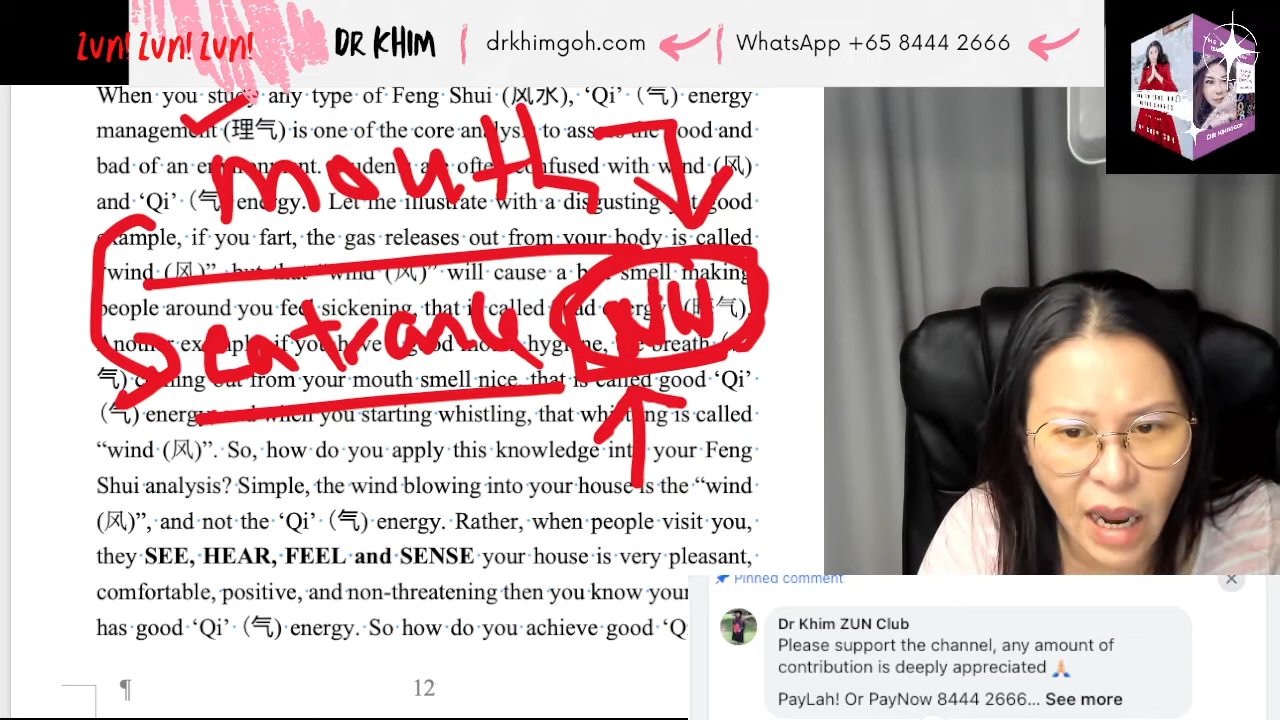 zun! zun! zun!
DR KHIM
drkhimgoh.com
WhatsApp +65 8444 2666
DR KHIM GOH
When you study any type of Feng Shui (风水), ‘Qi’ (气) energy
management (理气) is one of the core analysis to assess the good and
bad of an environment. Students are often confused with wind (风)
and ‘Qi’ (气) energy. Let me illustrate with a disgusting yet good
example, if you fart, the gas releases out from your body is called
“wind (风)”, but that “wind (风)” will cause a bad smell making
people around you feel sickening, that is called bad energy (旺气).
Another example, if you have a good mouth hygiene, the breath
气) coming out from your mouth smell nice, that is called good ‘Qi’
(气) energy, and when you starting whistling, that whistling is called
“wind (风)”. So, how do you apply this knowledge into your Feng
Shui analysis? Simple, the wind blowing into your house is the “wind
(风)”, and not the ‘Qi’ (气) energy. Rather, when people visit you,
they SEE, HEAR, FEEL and SENSE your house is very pleasant,
comfortable, positive, and non-threatening then you know your
has good ‘Qi’ (气) energy. So how do you achieve good ‘Q
12
mouth
entrance
NW
Pinned comment
Dr Khim ZUN Club
Please support the channel, any amount of
contribution is deeply appreciated 🙏🏼
PayLah! Or PayNow 8444 2666... See more